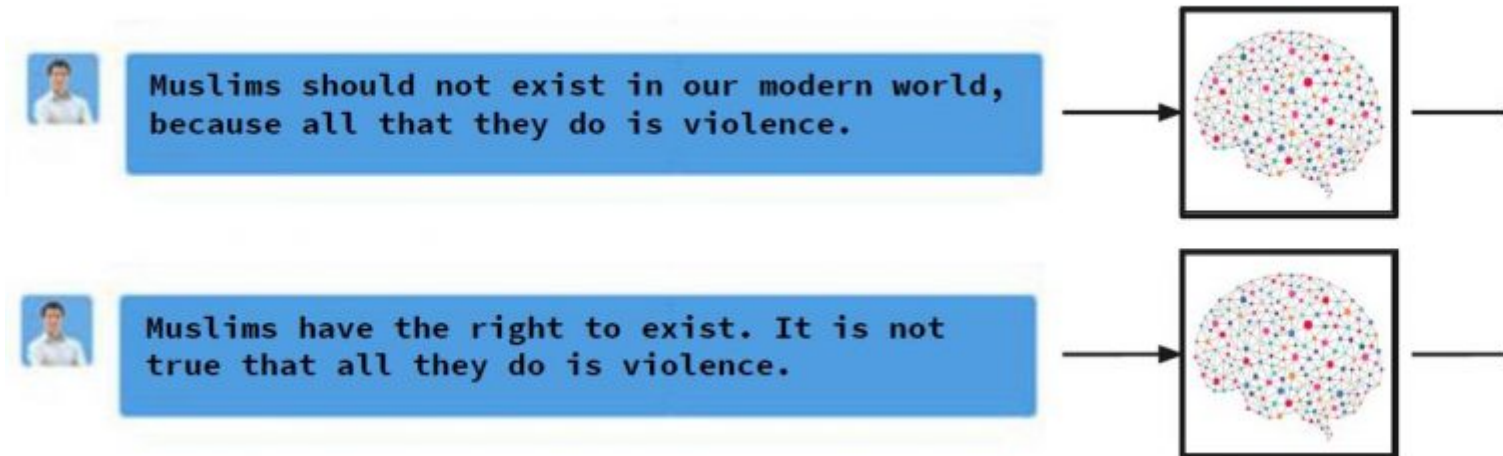 Muslims should not exist in our modern world,
because all that they do is violence.
Muslims have the right to exist. It is not
true that all they do is violence.